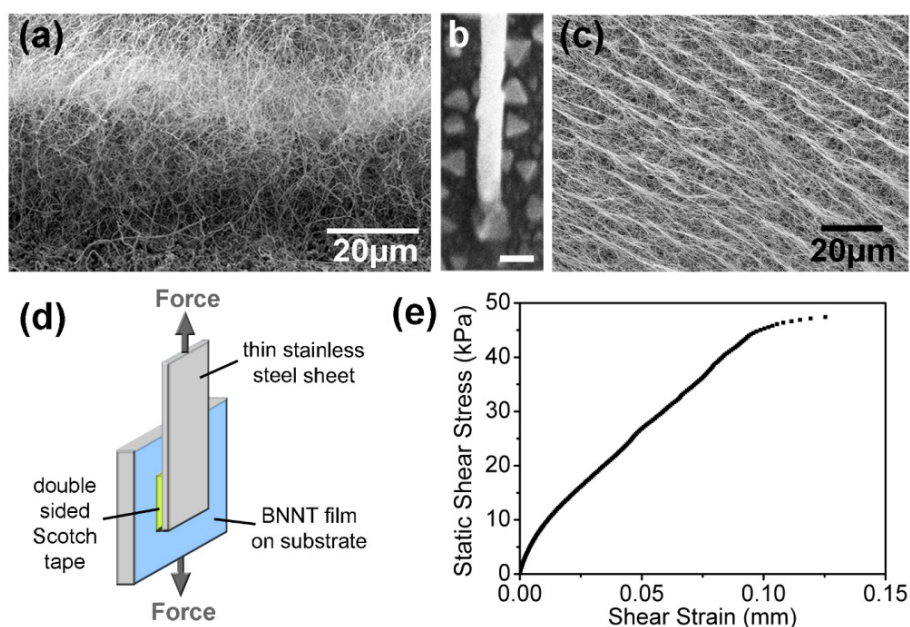 (a)
20μm
b
(c)
20μm
(d)
Force
thin stainless
steel sheet
double
sided
Scotch
tape
BNNT film
on substrate
Force
(e)
Static Shear Stress (kPa)
50
40
30
20
10
0
0.00
0.05
0.10
0.15
Shear Strain (mm)